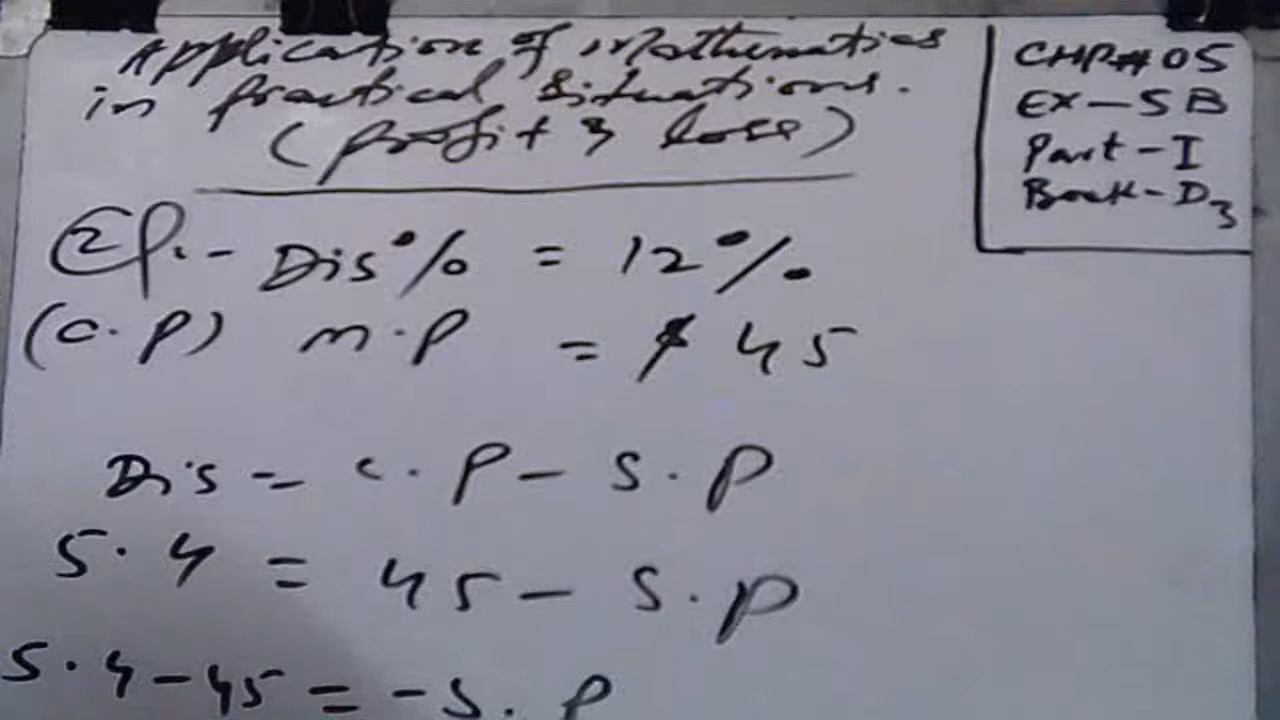 Application of Mathematics
in practical situations.
(profit & loss)
CHP# 05
EX-5B
Part-I
Book-D3
② P.- Dis% = 12%
(C.P) m.p = $ 45
Dis = C.P - S.P
5.4 = 45 - S.P
5.4-45 = -S.P